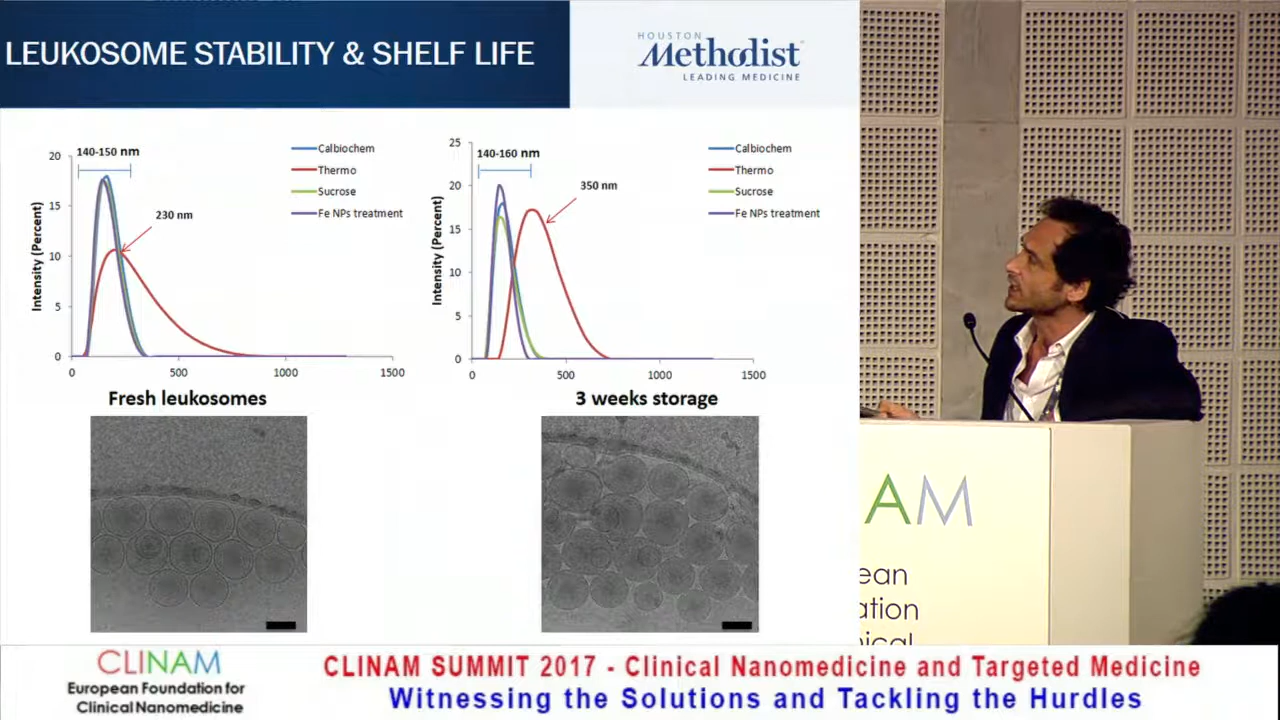 LEUKOSOME STABILITY & SHELF LIFE
HOUSTON
Methodist
LEADING MEDICINE
Intensity (Percent)
20
15
10
5
0
0
500
1000
1500
140-150 nm
230 nm
Calbiochem
Thermo
Sucrose
Fe NPs treatment
Fresh leukosomes
Intensity (Percent)
25
20
15
10
5
0
0
500
1000
1500
140-160 nm
350 nm
Calbiochem
Thermo
Sucrose
Fe NPs treatment
3 weeks storage
AM
ean
ation
ical
CLINAM
European Foundation for
Clinical Nanomedicine
CLINAM SUMMIT 2017 - Clinical Nanomedicine and Targeted Medicine
Witnessing the Solutions and Tackling the Hurdles